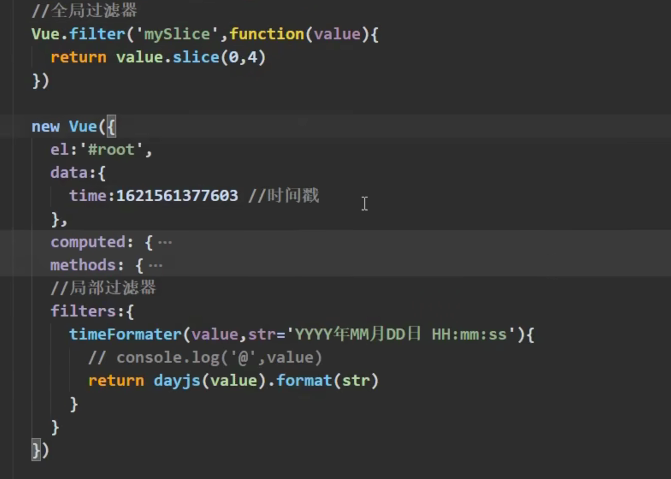 //全局过滤器
Vue.filter('mySlice',function(value){
return value.slice(0,4)
})
new Vue({
el:'#root',
data:{
time:1621561377603 //时间戳
},
computed: {…
methods: {…
//局部过滤器
filters:{
timeFormater(value,str='YYYY年MM月DD日 HH:mm:ss'){
// console.log('@',value)
return dayjs(value).format(str)
}
}
})